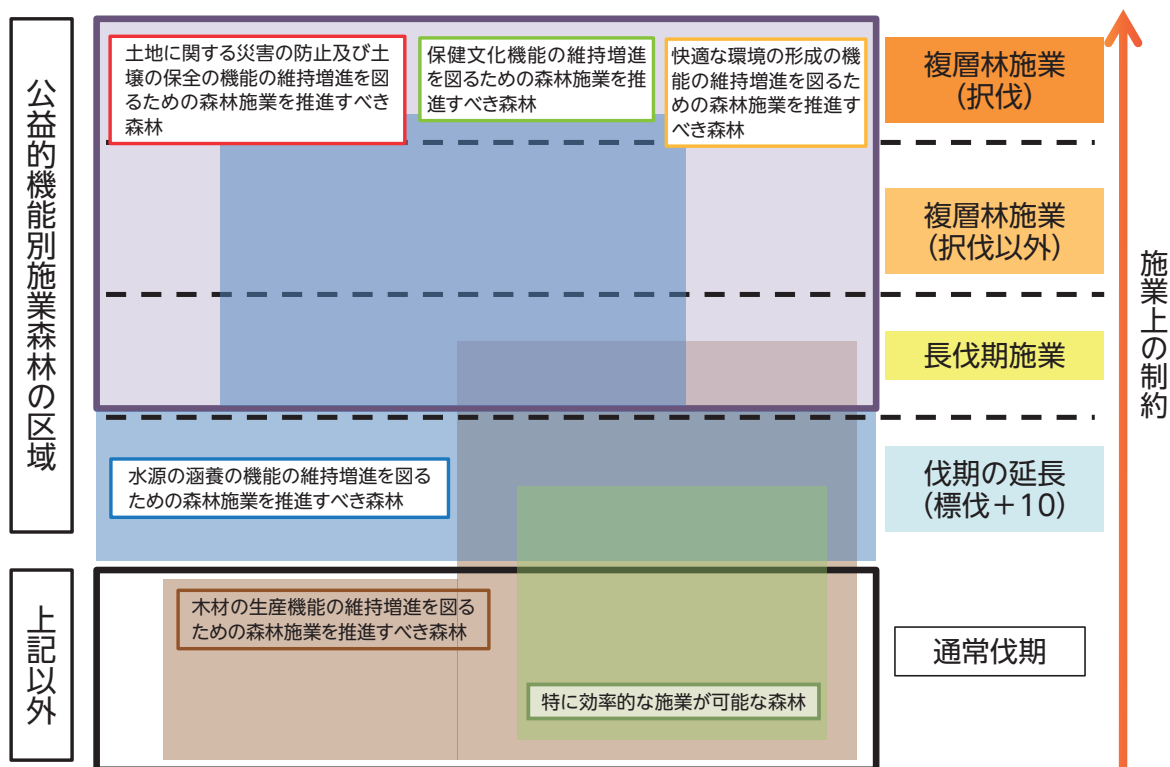 公益的機能別施業森林の区域
土地に関する災害の防止及び土
壌の保全の機能の維持増進を図
るための森林施業を推進すべき
森林
保健文化機能の維持増進
を図るための森林施業を推
進すべき森林
快適な環境の形成の機
能の維持増進を図るた
めの森林施業を推進す
べき森林
複層林施業
(択伐)
複層林施業
(択伐以外)
長伐期施業
施業上の制約
水源の涵養の機能の維持増進を図る
ための森林施業を推進すべき森林
伐期の延長
(標伐+10)
上記以外
木材の生産機能の維持増進を図る
ための森林施業を推進すべき森林
通常伐期
特に効率的な施業が可能な森林